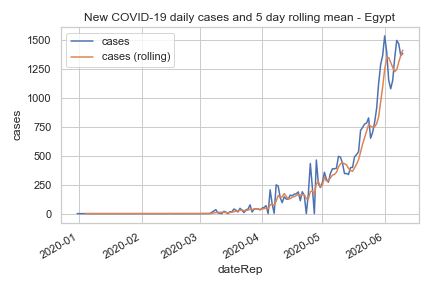 New COVID-19 daily cases and 5 day rolling mean - Egypt
cases
cases (rolling)
1500
1250
1000
750
500
250
0
cases
2020-01
2020-02
2020-03
2020-04
2020-05
2020-06
dateRep